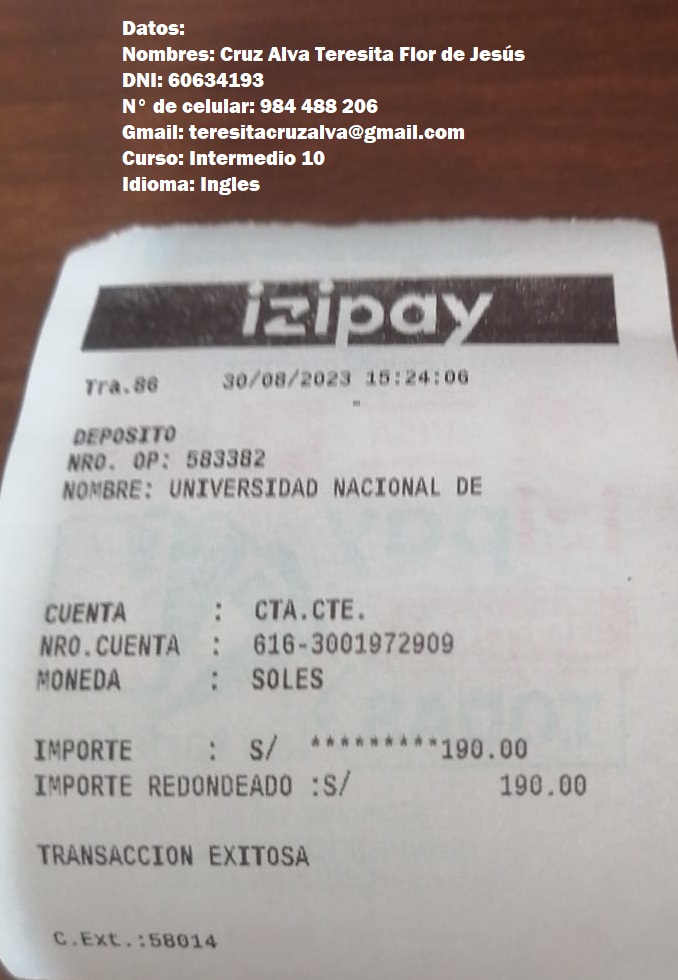 Datos:
Nombres: Cruz Alva Teresita Flor de Jesús
DNI: 60634193
N° de celular: 984 488 206
Gmail: teresitacruzalva@gmail.com
Curso: Intermedio 10
Idioma: Ingles
izipay
Tra.86 30/08/2023 15:24:06
DEPOSITO
NRO. OP: 583382
NOMBRE: UNIVERSIDAD NACIONAL DE
CUENTA : CTA.CTE.
NRO.CUENTA : 616-3001972909
MONEDA : SOLES
IMPORTE : S/ *********190.00
IMPORTE REDONDEADO :S/ 190.00
TRANSACCION EXITOSA
C.Ext.:58014